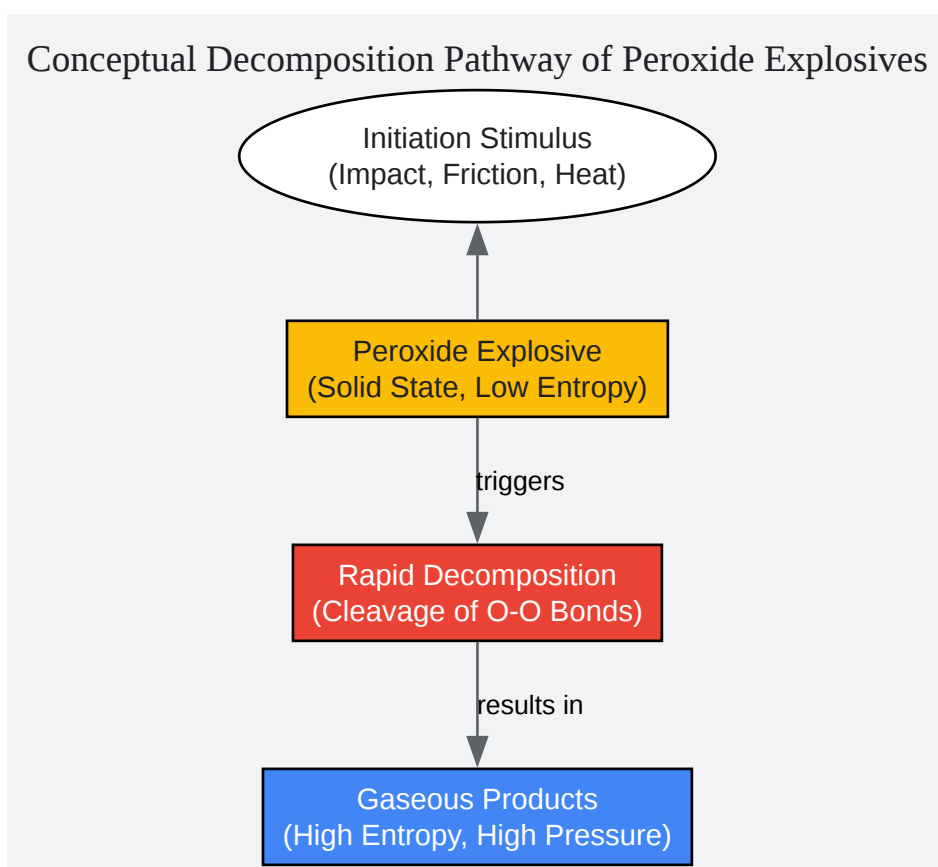 Conceptual Decomposition Pathway of Peroxide Explosives
Initiation Stimulus
(Impact, Friction, Heat)
Peroxide Explosive
(Solid State, Low Entropy)
triggers
Rapid Decomposition
(Cleavage of O-O Bonds)
results in
Gaseous Products
(High Entropy, High Pressure)